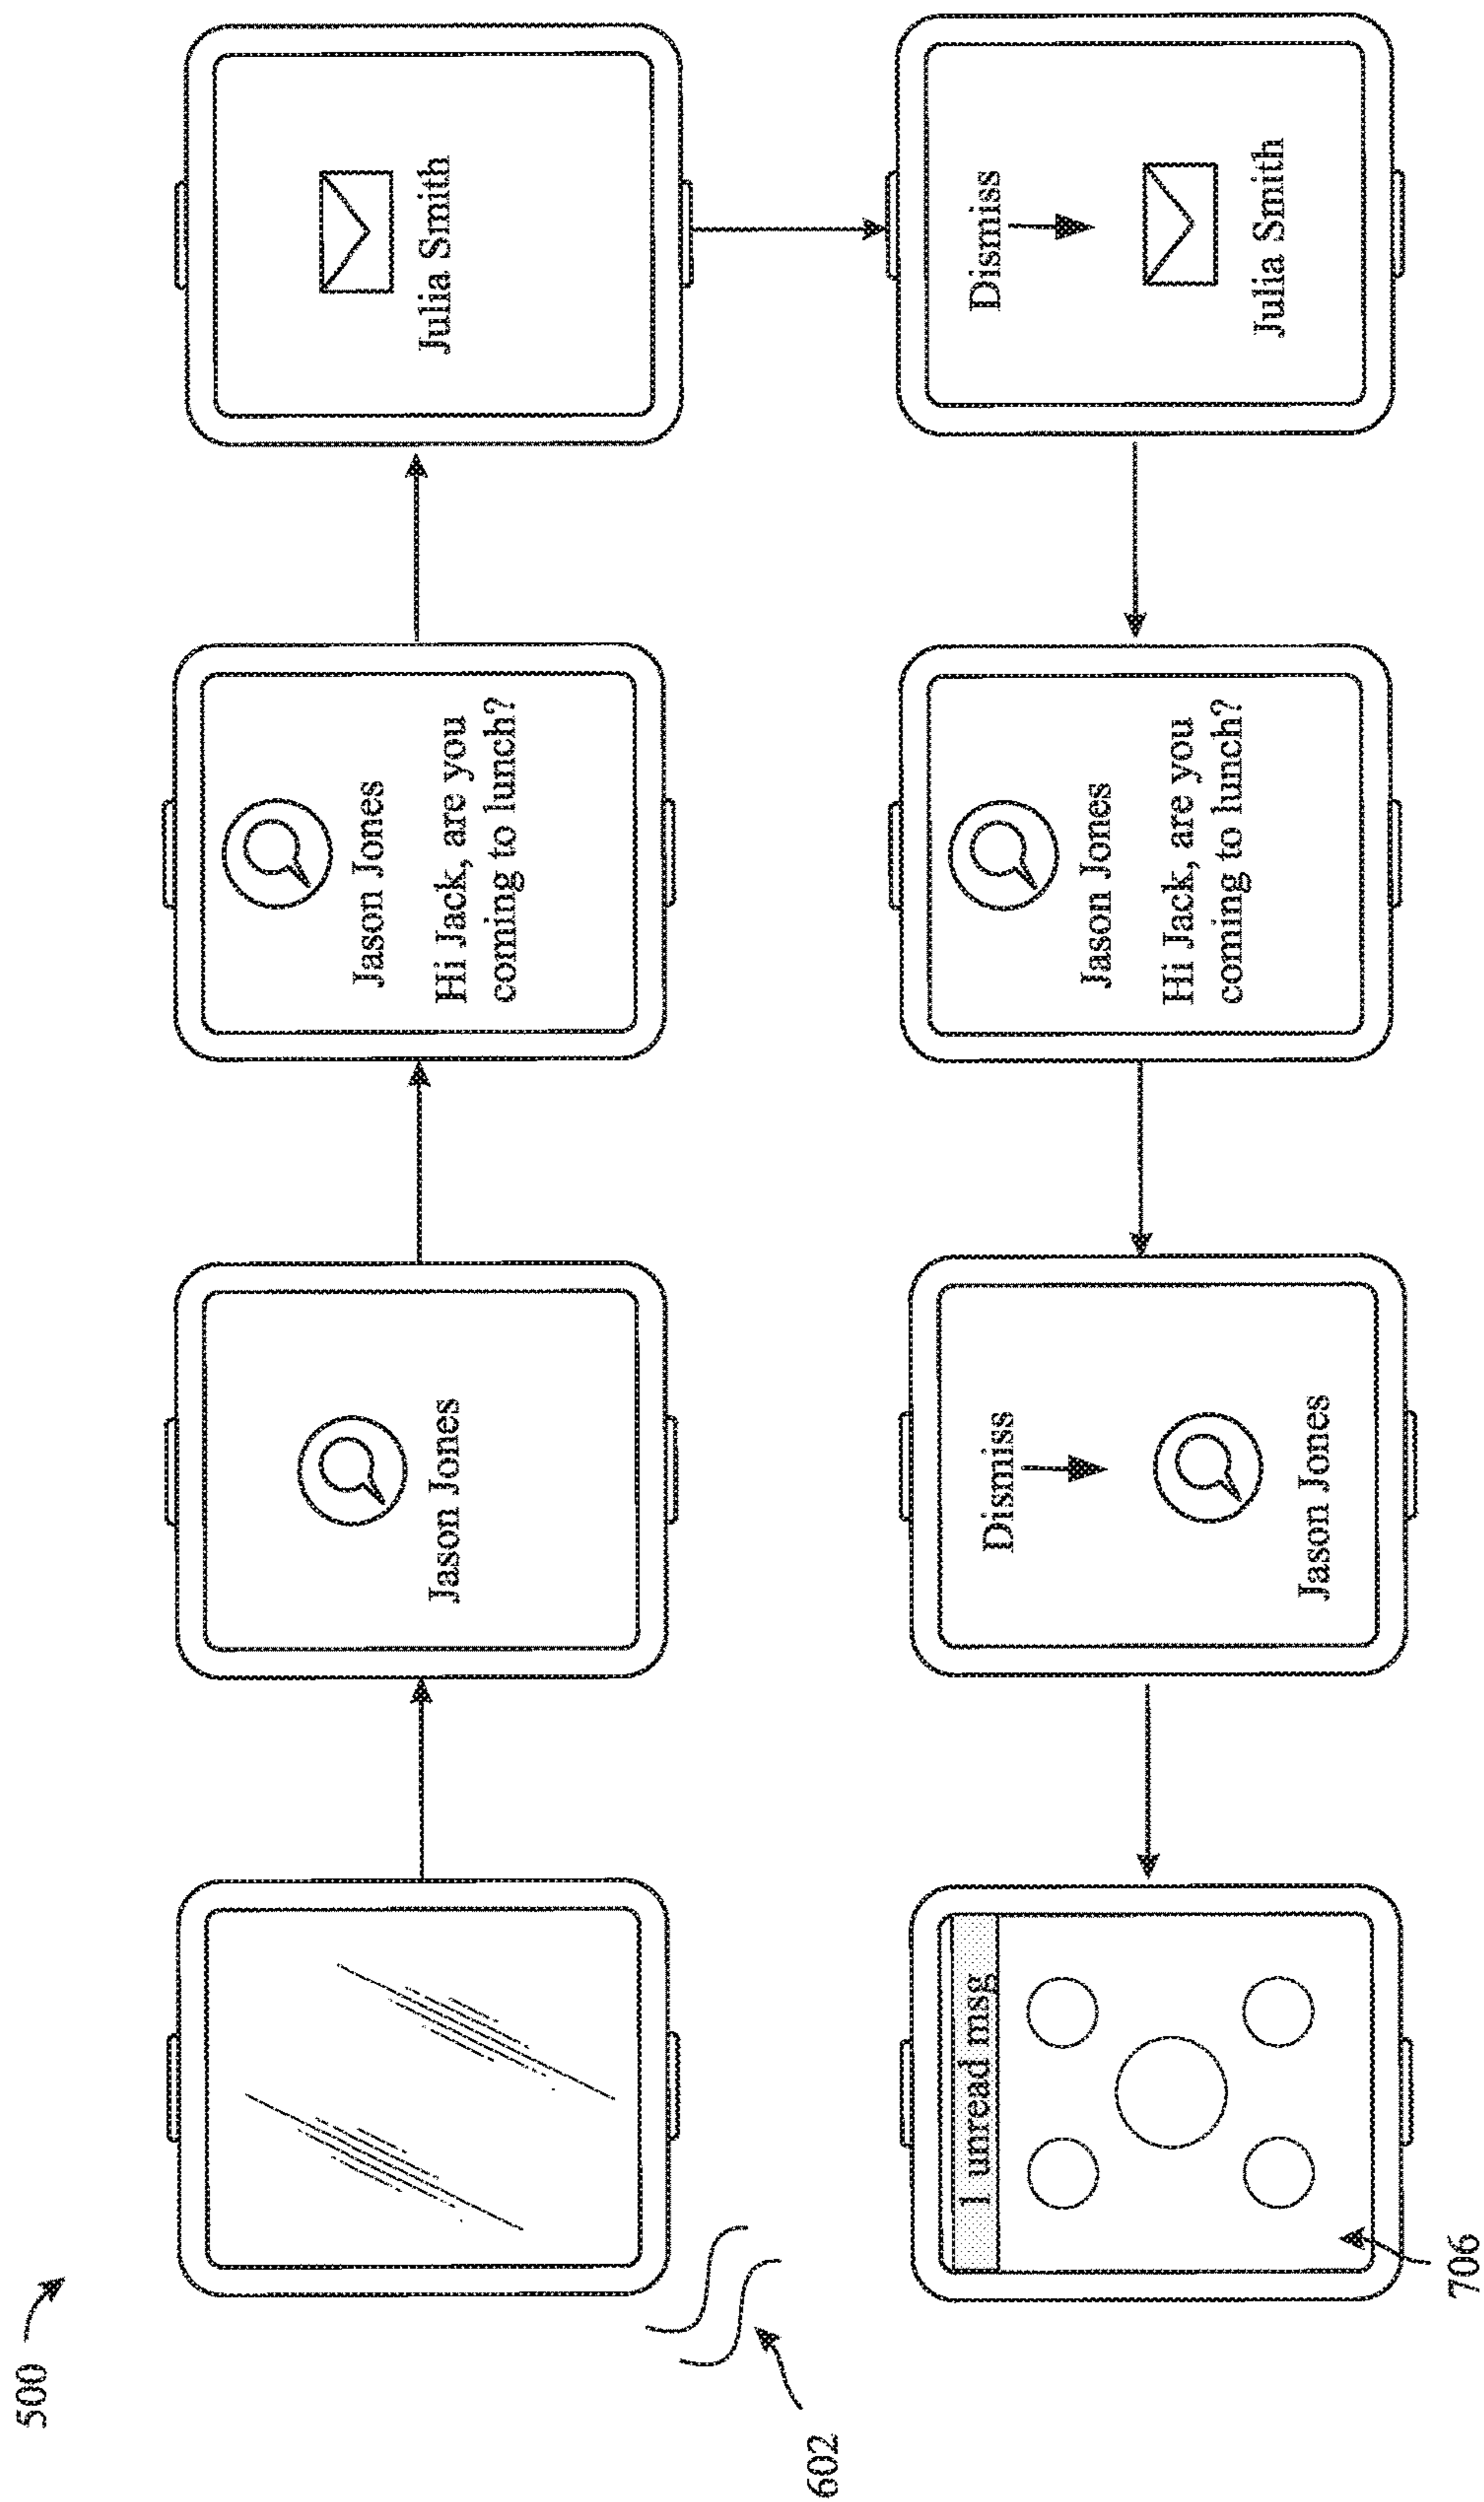 500
602
Jason Jones
Jason Jones
Hi Jack, are you
coming to lunch?
Julia Smith
1 unread msg
706
Dismiss
Jason Jones
Jason Jones
Hi Jack, are you
coming to lunch?
Dismiss
Julia Smith